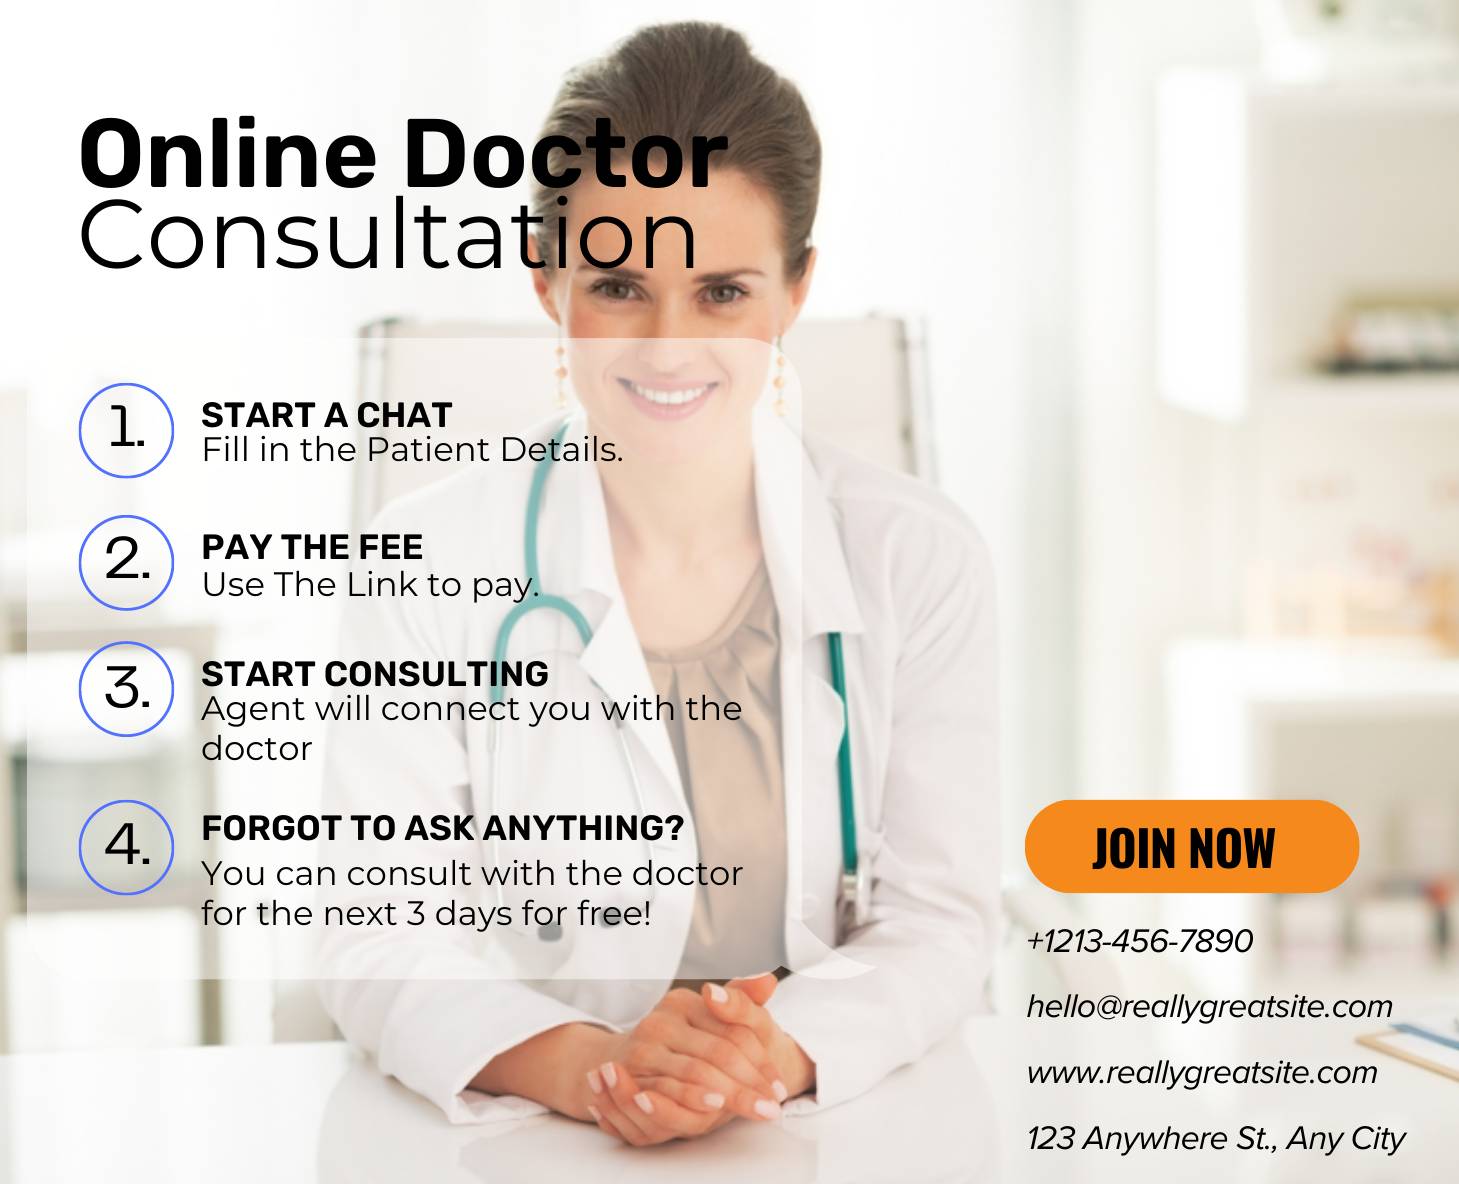 Online Doctor
Consultation
1.
START A CHAT
Fill in the Patient Details.
2.
PAY THE FEE
Use The Link to pay.
3.
START CONSULTING
Agent will connect you with the
doctor
4.
FORGOT TO ASK ANYTHING?
You can consult with the doctor
for the next 3 days for free!
JOIN NOW
+1213-456-7890
hello@reallygreatsite.com
www.reallygreatsite.com
123 Anywhere St., Any City